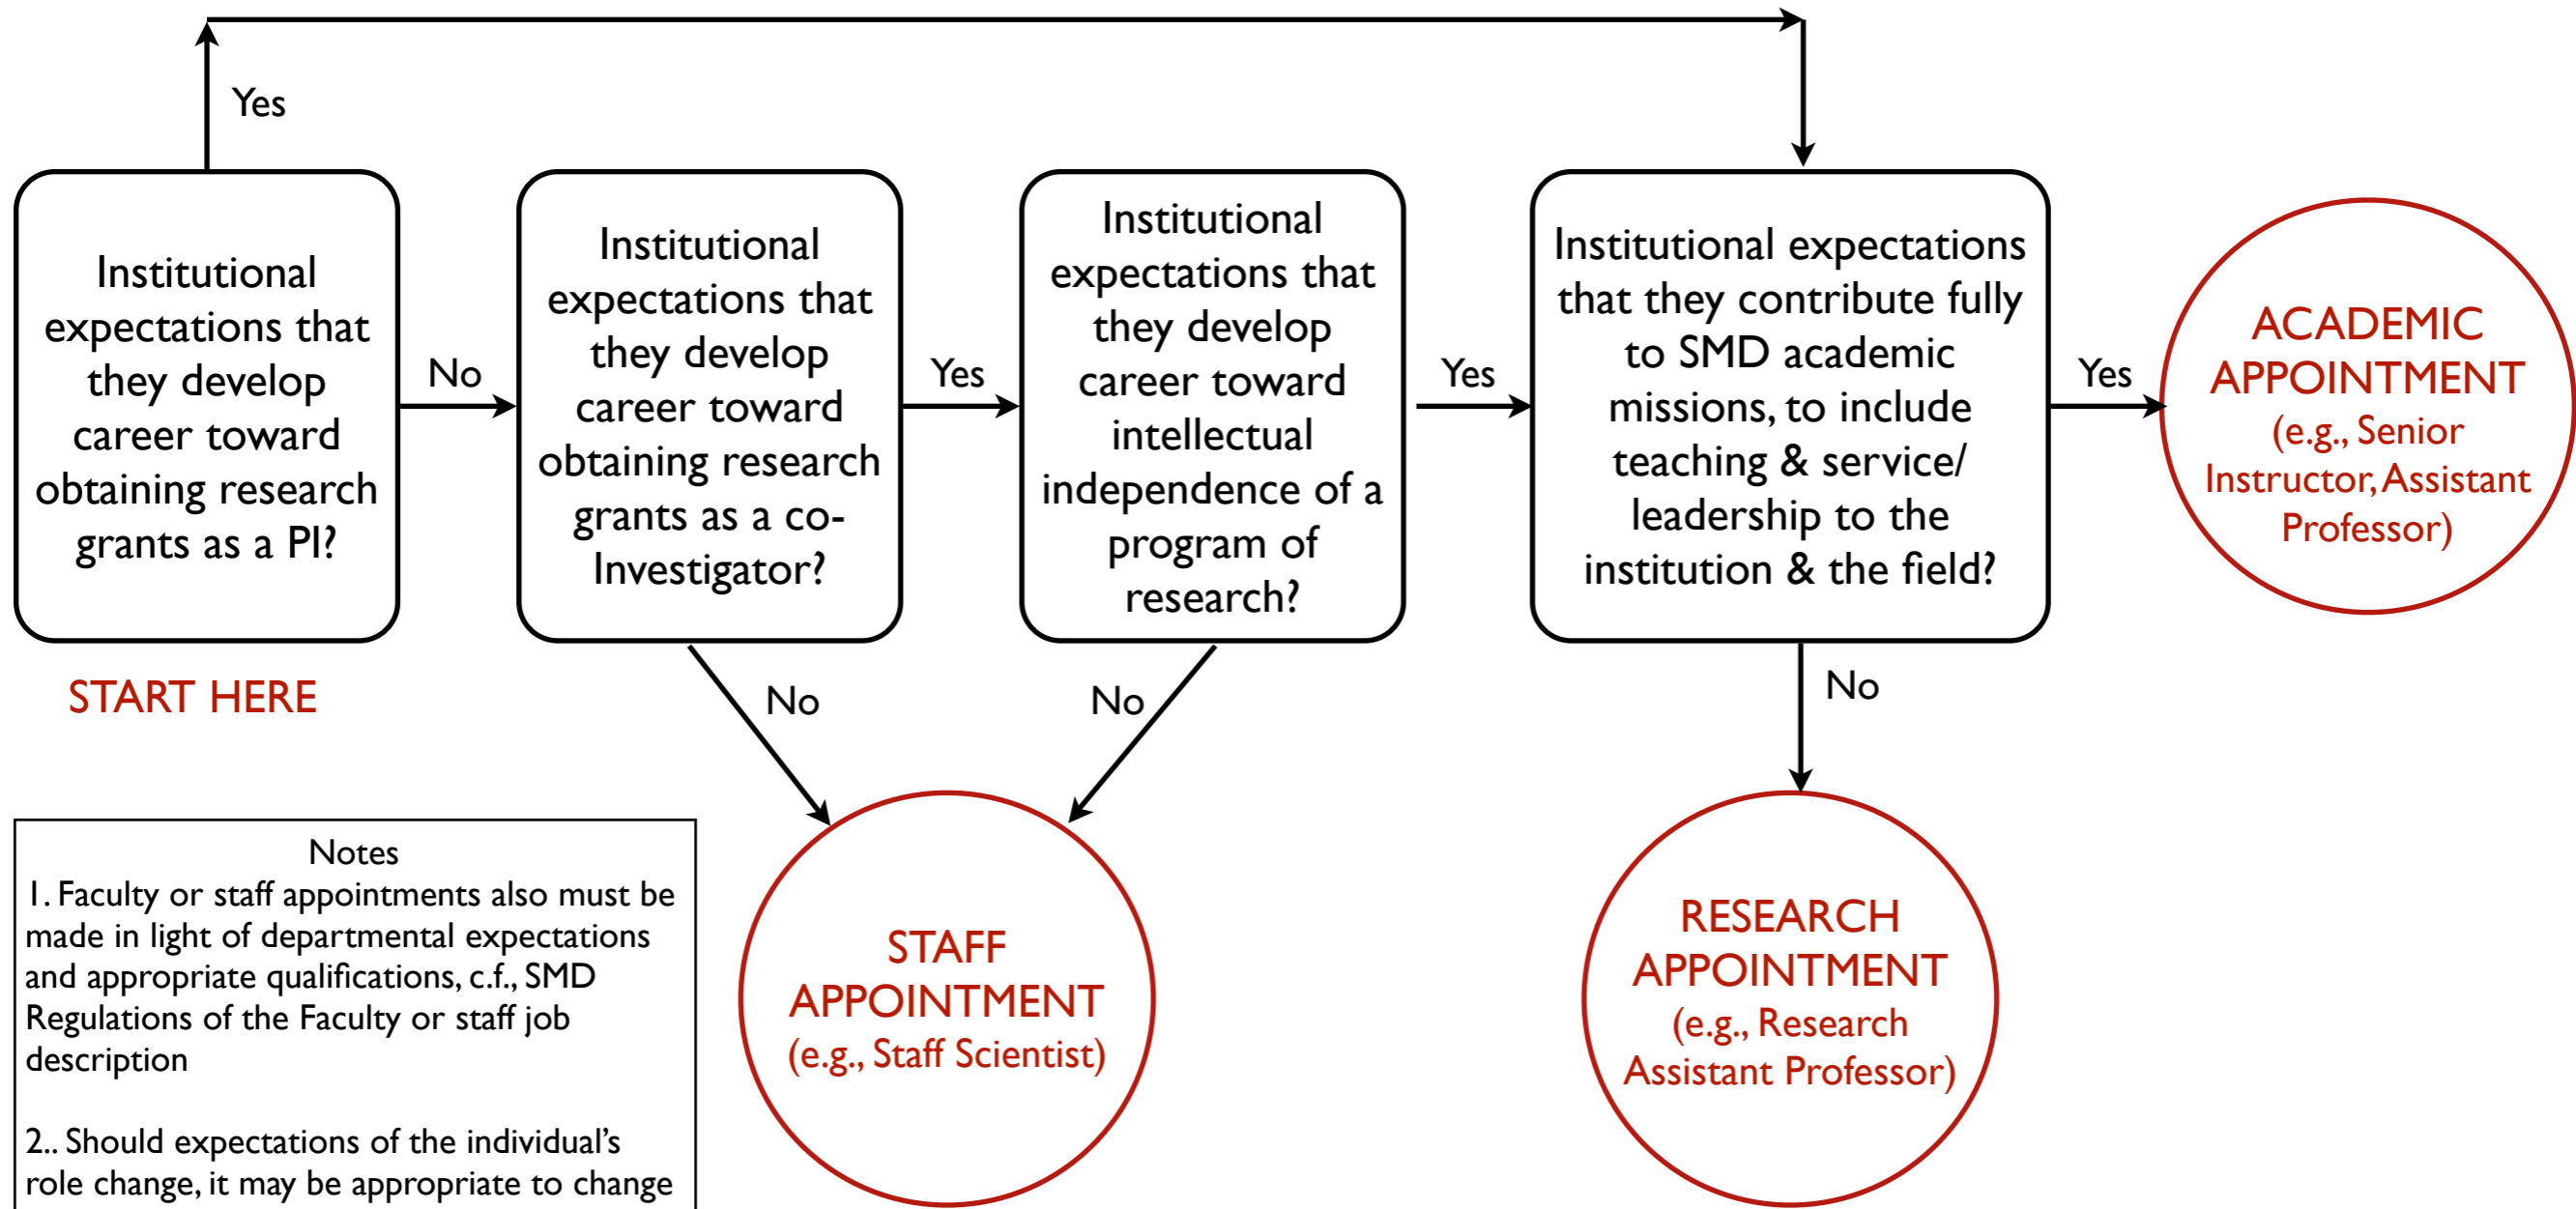 Yes
Institutional
expectations that
they develop
career toward
obtaining research
grants as a PI?
START HERE
No
Institutional
expectations that
they develop
career toward
obtaining research
grants as a co-
Investigator?
Yes
No
Institutional
expectations that
they develop
career toward
intellectual
independence of a
program of
research?
Yes
No
Institutional expectations
that they contribute fully
to SMD academic
missions, to include
teaching & service/
leadership to the
institution & the field?
Yes
No
ACADEMIC
APPOINTMENT
(e.g., Senior
Instructor, Assistant
Professor)
STAFF
APPOINTMENT
(e.g., Staff Scientist)
RESEARCH
APPOINTMENT
(e.g., Research
Assistant Professor)
Notes
1. Faculty or staff appointments also must be
made in light of departmental expectations
and appropriate qualifications, c.f., SMD
Regulations of the Faculty or staff job
description
2.. Should expectations of the individual’s
role change, it may be appropriate to change